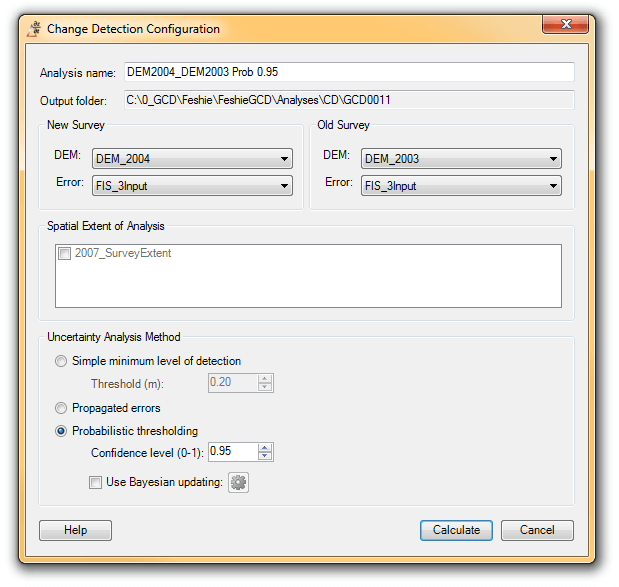 Change Detection Configuration
Analysis name: DEM2004_DEM2003 Prob 0.95
Output folder: C:\0_GCD\Feshie\FeshieGCD\Analyses\CD\GCD0011
New Survey
DEM: DEM_2004
Error: FIS_3Input
Old Survey
DEM: DEM_2003
Error: FIS_3Input
Spatial Extent of Analysis
2007_SurveyExtent
Uncertainty Analysis Method
Simple minimum level of detection
Threshold (m): 0.20
Propagated errors
Probabilistic thresholding
Confidence level (0-1): 0.95
Use Bayesian updating:
Help Calculate Cancel